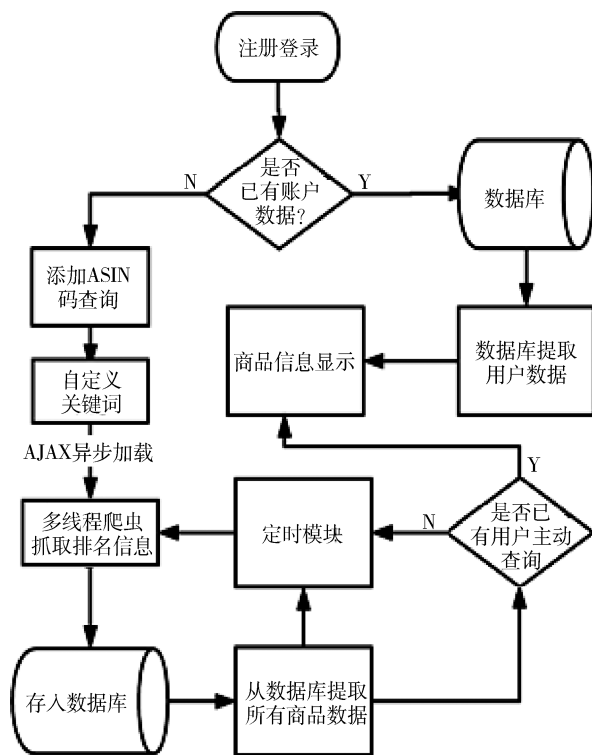 注册登录
是否
已有账户
数据?
N
Y
数据库
添加ASIN
码查询
商品信息显示
数据库提取
用户数据
自定义
关键词
AJAX异步加载
Y
多线程爬虫
抓取排名信息
定时模块
N
是否已
有用户主动
查询
存入数据库
从数据库提取
所有商品数据